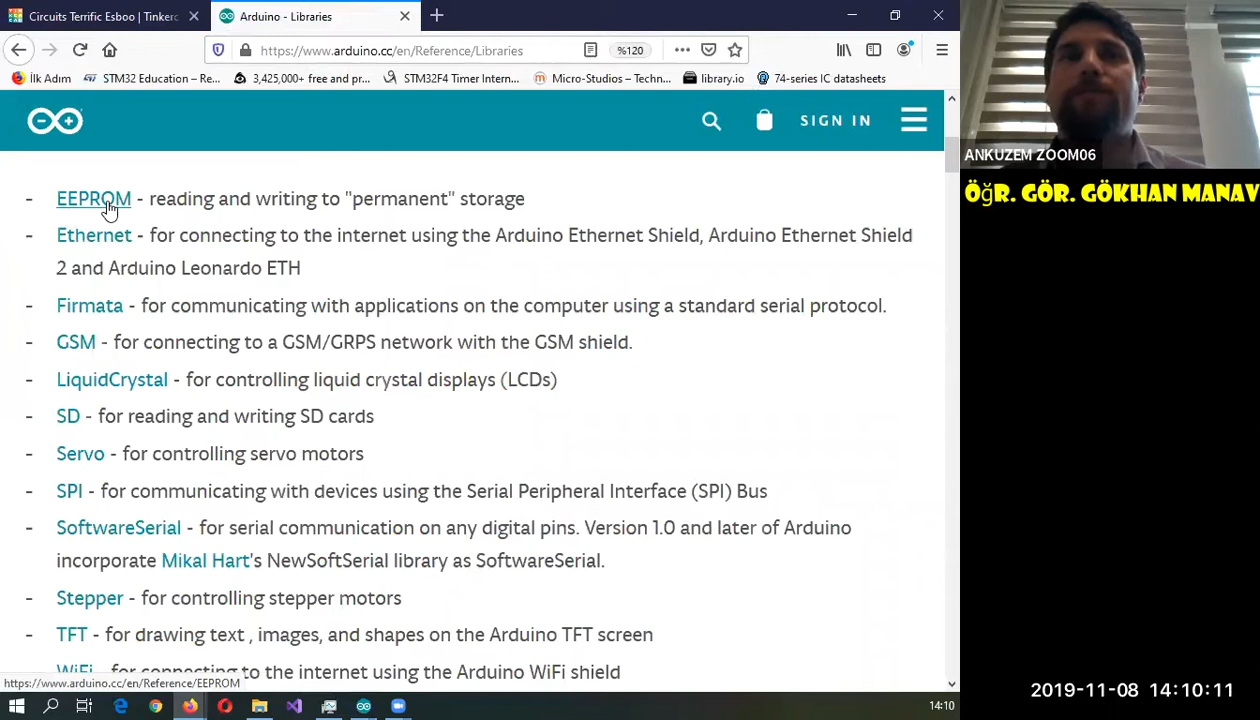 Circuits Terrific Esboo | Tinkerc
Arduino - Libraries
https://www.arduino.cc/en/Reference/Libraries
%120
İlk Adım
STM32 Education – Re...
3,425,000+ free and pr...
STM32F4 Timer Intern...
Micro-Studios – Techn...
library.io
74-series IC datasheets
SIGN IN
- EEPROM - reading and writing to "permanent" storage
- Ethernet - for connecting to the internet using the Arduino Ethernet Shield, Arduino Ethernet Shield
2 and Arduino Leonardo ETH
- Firmata - for communicating with applications on the computer using a standard serial protocol.
- GSM - for connecting to a GSM/GRPS network with the GSM shield.
- LiquidCrystal - for controlling liquid crystal displays (LCDs)
- SD - for reading and writing SD cards
- Servo - for controlling servo motors
- SPI - for communicating with devices using the Serial Peripheral Interface (SPI) Bus
- SoftwareSerial - for serial communication on any digital pins. Version 1.0 and later of Arduino
incorporate Mikal Hart's NewSoftSerial library as SoftwareSerial.
- Stepper - for controlling stepper motors
- TFT - for drawing text , images, and shapes on the Arduino TFT screen
- WiFi - for connecting to the internet using the Arduino WiFi shield
https://www.arduino.cc/en/Reference/EEPROM
14:10
ANKUZEM ZOOM06
ÖĞR. GÖR. GÖKHAN MANAV
2019-11-08 14:10:11